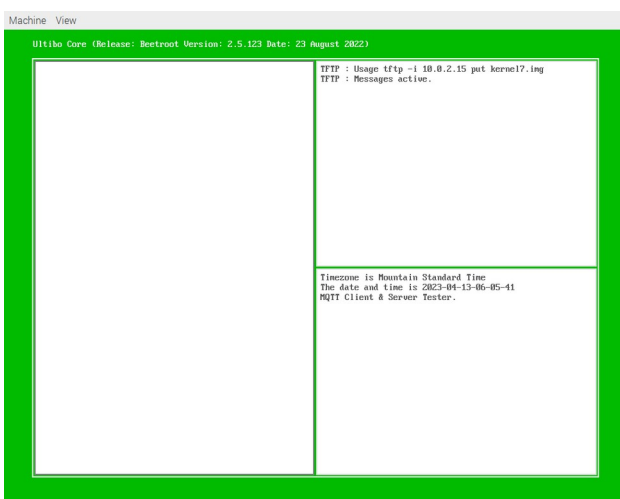 Machine View
Ultibo Core (Release: Beetroot Version: 2.5.123 Date: 23 August 2022)
TFTP : Usage tftp -i 10.0.2.15 put kernel7.img
TFTP : Messages active.
Timezone is Mountain Standard Time
The date and time is 2023-04-13-06-05-41
MQTT Client & Server Tester.